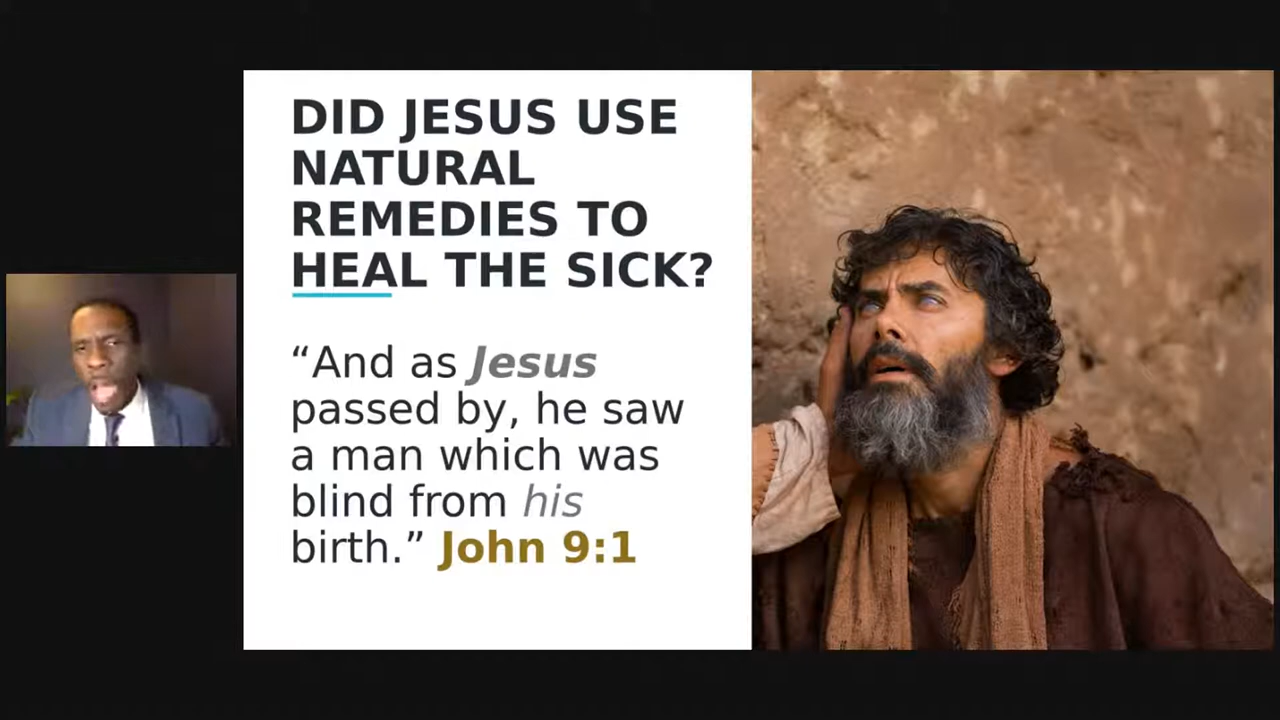 DID JESUS USE
NATURAL
REMEDIES TO
HEAL THE SICK?
“And as Jesus
passed by, he saw
a man which was
blind from his
birth.” John 9:1